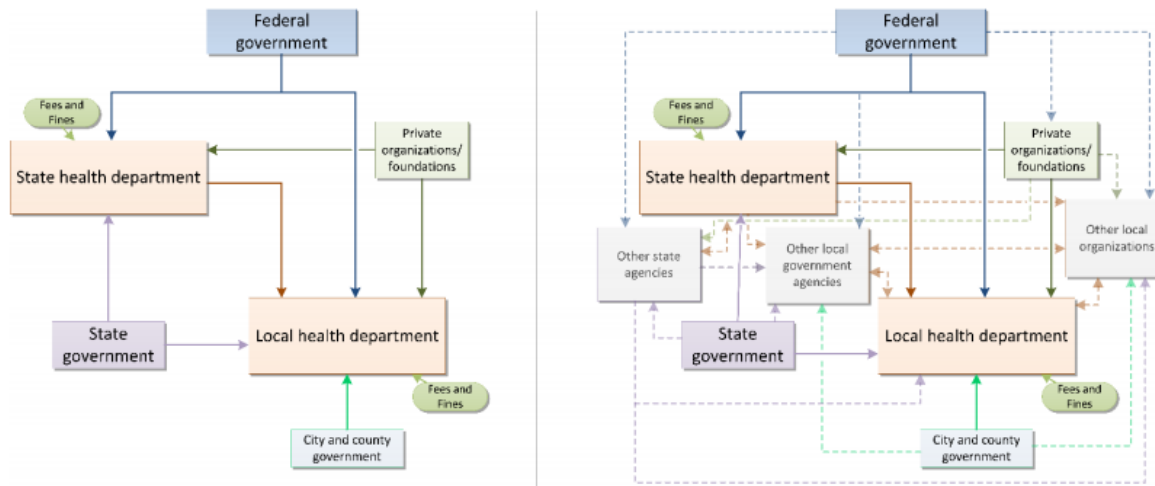 Federal
government
Fees and
Fines
Private
organizations/
foundations
State health department
State
government
Local health department
Fees and
Fines
City and county
government
Federal
government
Fees and
Fines
Private
organizations/
foundations
State health department
Other state
agencies
Other local
government
agencies
Other local
organizations
State
government
Local health department
Fees and
Fines
City and county
government